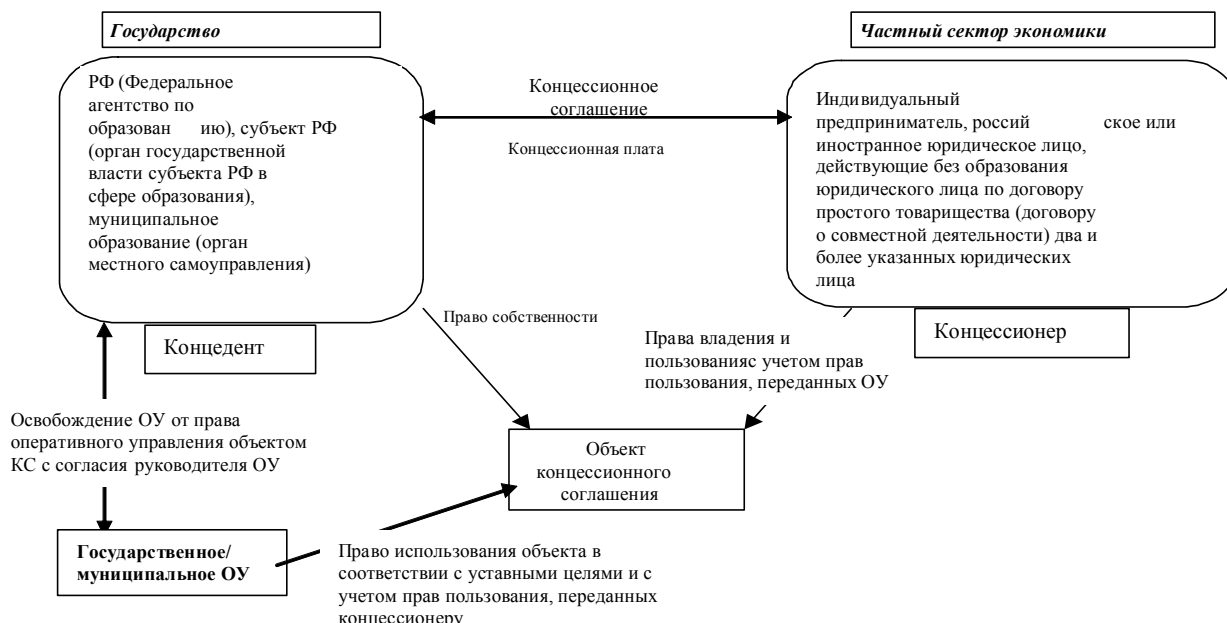 Государство
Частный сектор экономики
РФ (Федеральное
агентство по
образован ию), субъект РФ
(орган государственной
власти субъекта РФ в
сфере образования),
муниципальное
образование (орган
местного самоуправления)
Концессионное
соглашение
Концессионная плата
Индивидуальный
предприниматель, россий ское или
иностранное юридическое лицо,
действующие без образования
юридического лица по договору
простого товарищества (договору
о совместной деятельности) два и
более указанных юридических
лица
Концедент
Право собственности
Права владения и
пользованияс учетом прав
пользования, переданных ОУ
Концессионер
Освобождение ОУ от права
оперативного управления объектом
КС с согласия руководителя ОУ
Объект
концессионного
соглашения
Государственное/
муниципальное ОУ
Право использования объекта в
соответствии с уставными целями и с
учетом прав пользования, переданных
концессионеру